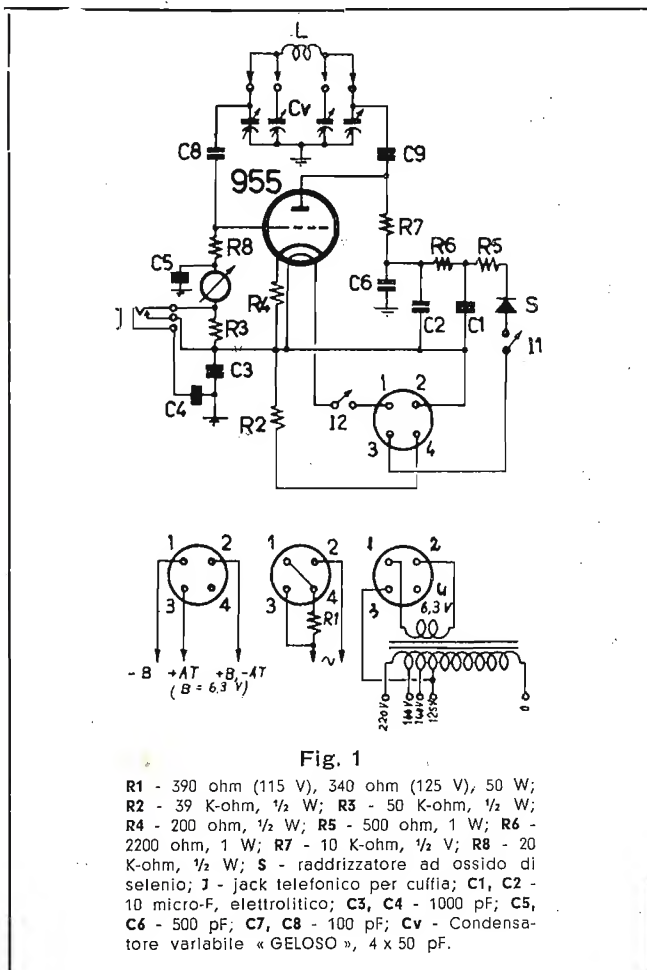 L
Cv
C8
C9
955
R7
R8
R6
R5
C5
R4
C6
C2
C1
S
J
R3
I1
C3
C4
R2
I2
1 2
3 4
1 2
3 4
1 2
3 4
R1
1 2
3 4
6,3 V
- B +AT +B,-AT
(B = 6,3 V)
~
220V
125V
0
Fig. 1
R1 - 390 ohm (115 V), 340 ohm (125 V), 50 W;
R2 - 39 K-ohm, ½ W; R3 - 50 K-ohm, ½ W;
R4 - 200 ohm, ½ W; R5 - 500 ohm, 1 W; R6 -
2200 ohm, 1 W; R7 - 10 K-ohm, ½ V; R8 - 20
K-ohm, ½ W; S - raddrizzatore ad ossido di
selenio; J - jack telefonico per cuffia; C1, C2 -
10 micro-F, elettrolitico; C3, C4 - 1000 pF; C5,
C6 - 500 pF; C7, C8 - 100 pF; Cv - Condensa-
tore variabile « GELOSO », 4 x 50 pF.